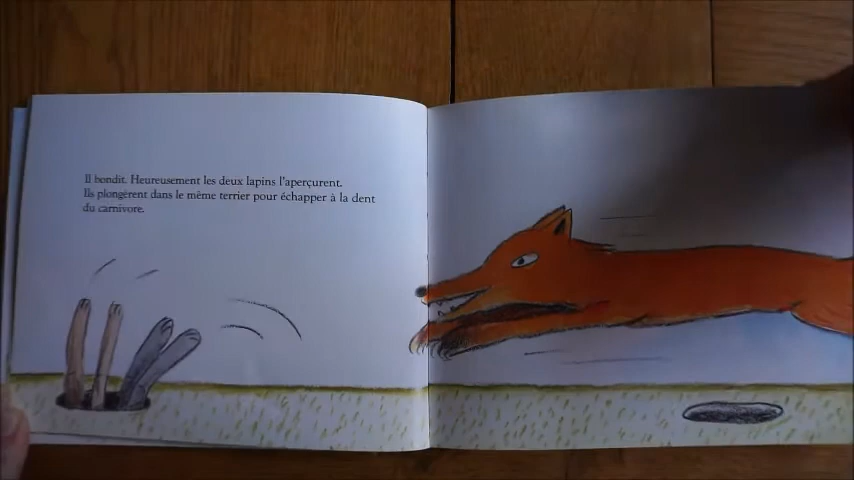 Il bondit. Heureusement les deux lapins l'aperçurent.
Ils plongèrent dans le même terrier pour échapper à la dent
du carnivore.